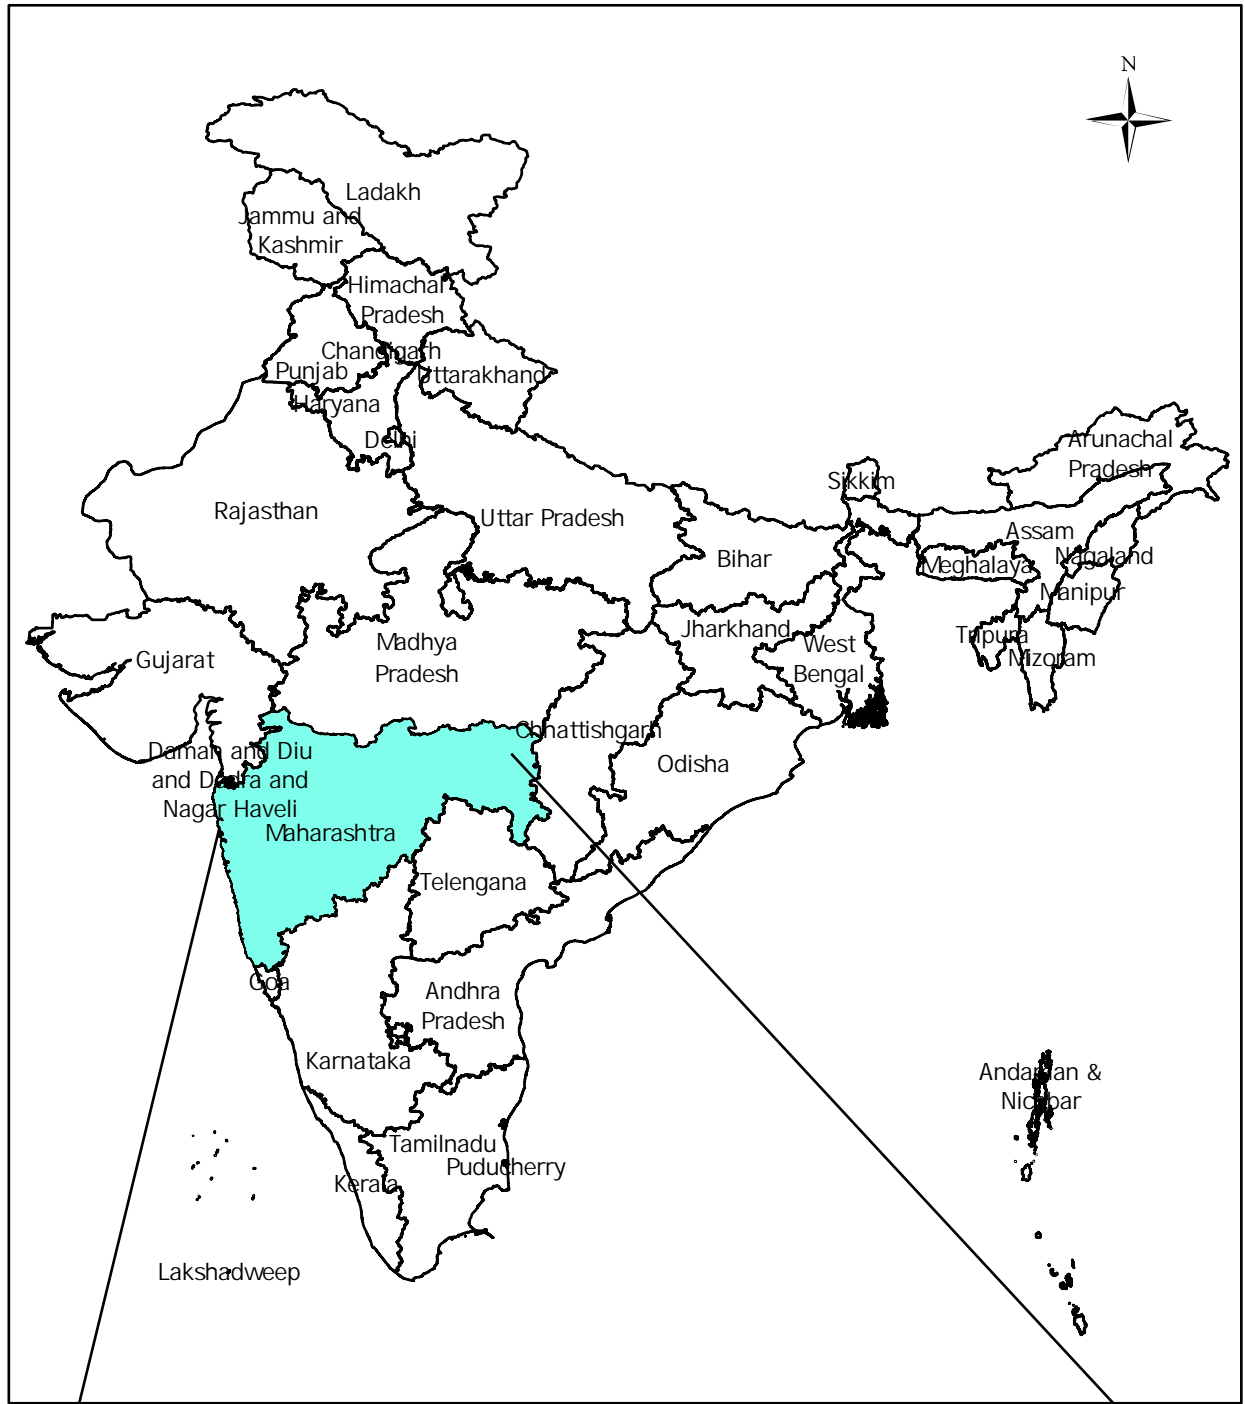 N
Ladakh
Jammu and
Kashmir
Himachal
Pradesh
Chandigarh
Punjab
Uttarakhand
Haryana
Delhi
Arunachal
Pradesh
Sikkim
Rajasthan
Uttar Pradesh
Assam
Bihar
Nagaland
Meghalaya
Manipur
Jharkhand
Tripura
Madhya
Pradesh
West
Bengal
Gujarat
Mizoram
Chhattishgarh
Daman and Diu
and Dadra and
Nagar Haveli
Odisha
Maharashtra
Telengana
Goa
Andhra
Pradesh
Karnataka
Andaman &
Nicobar
Tamilnadu
Puducherry
Kerala
Lakshadweep